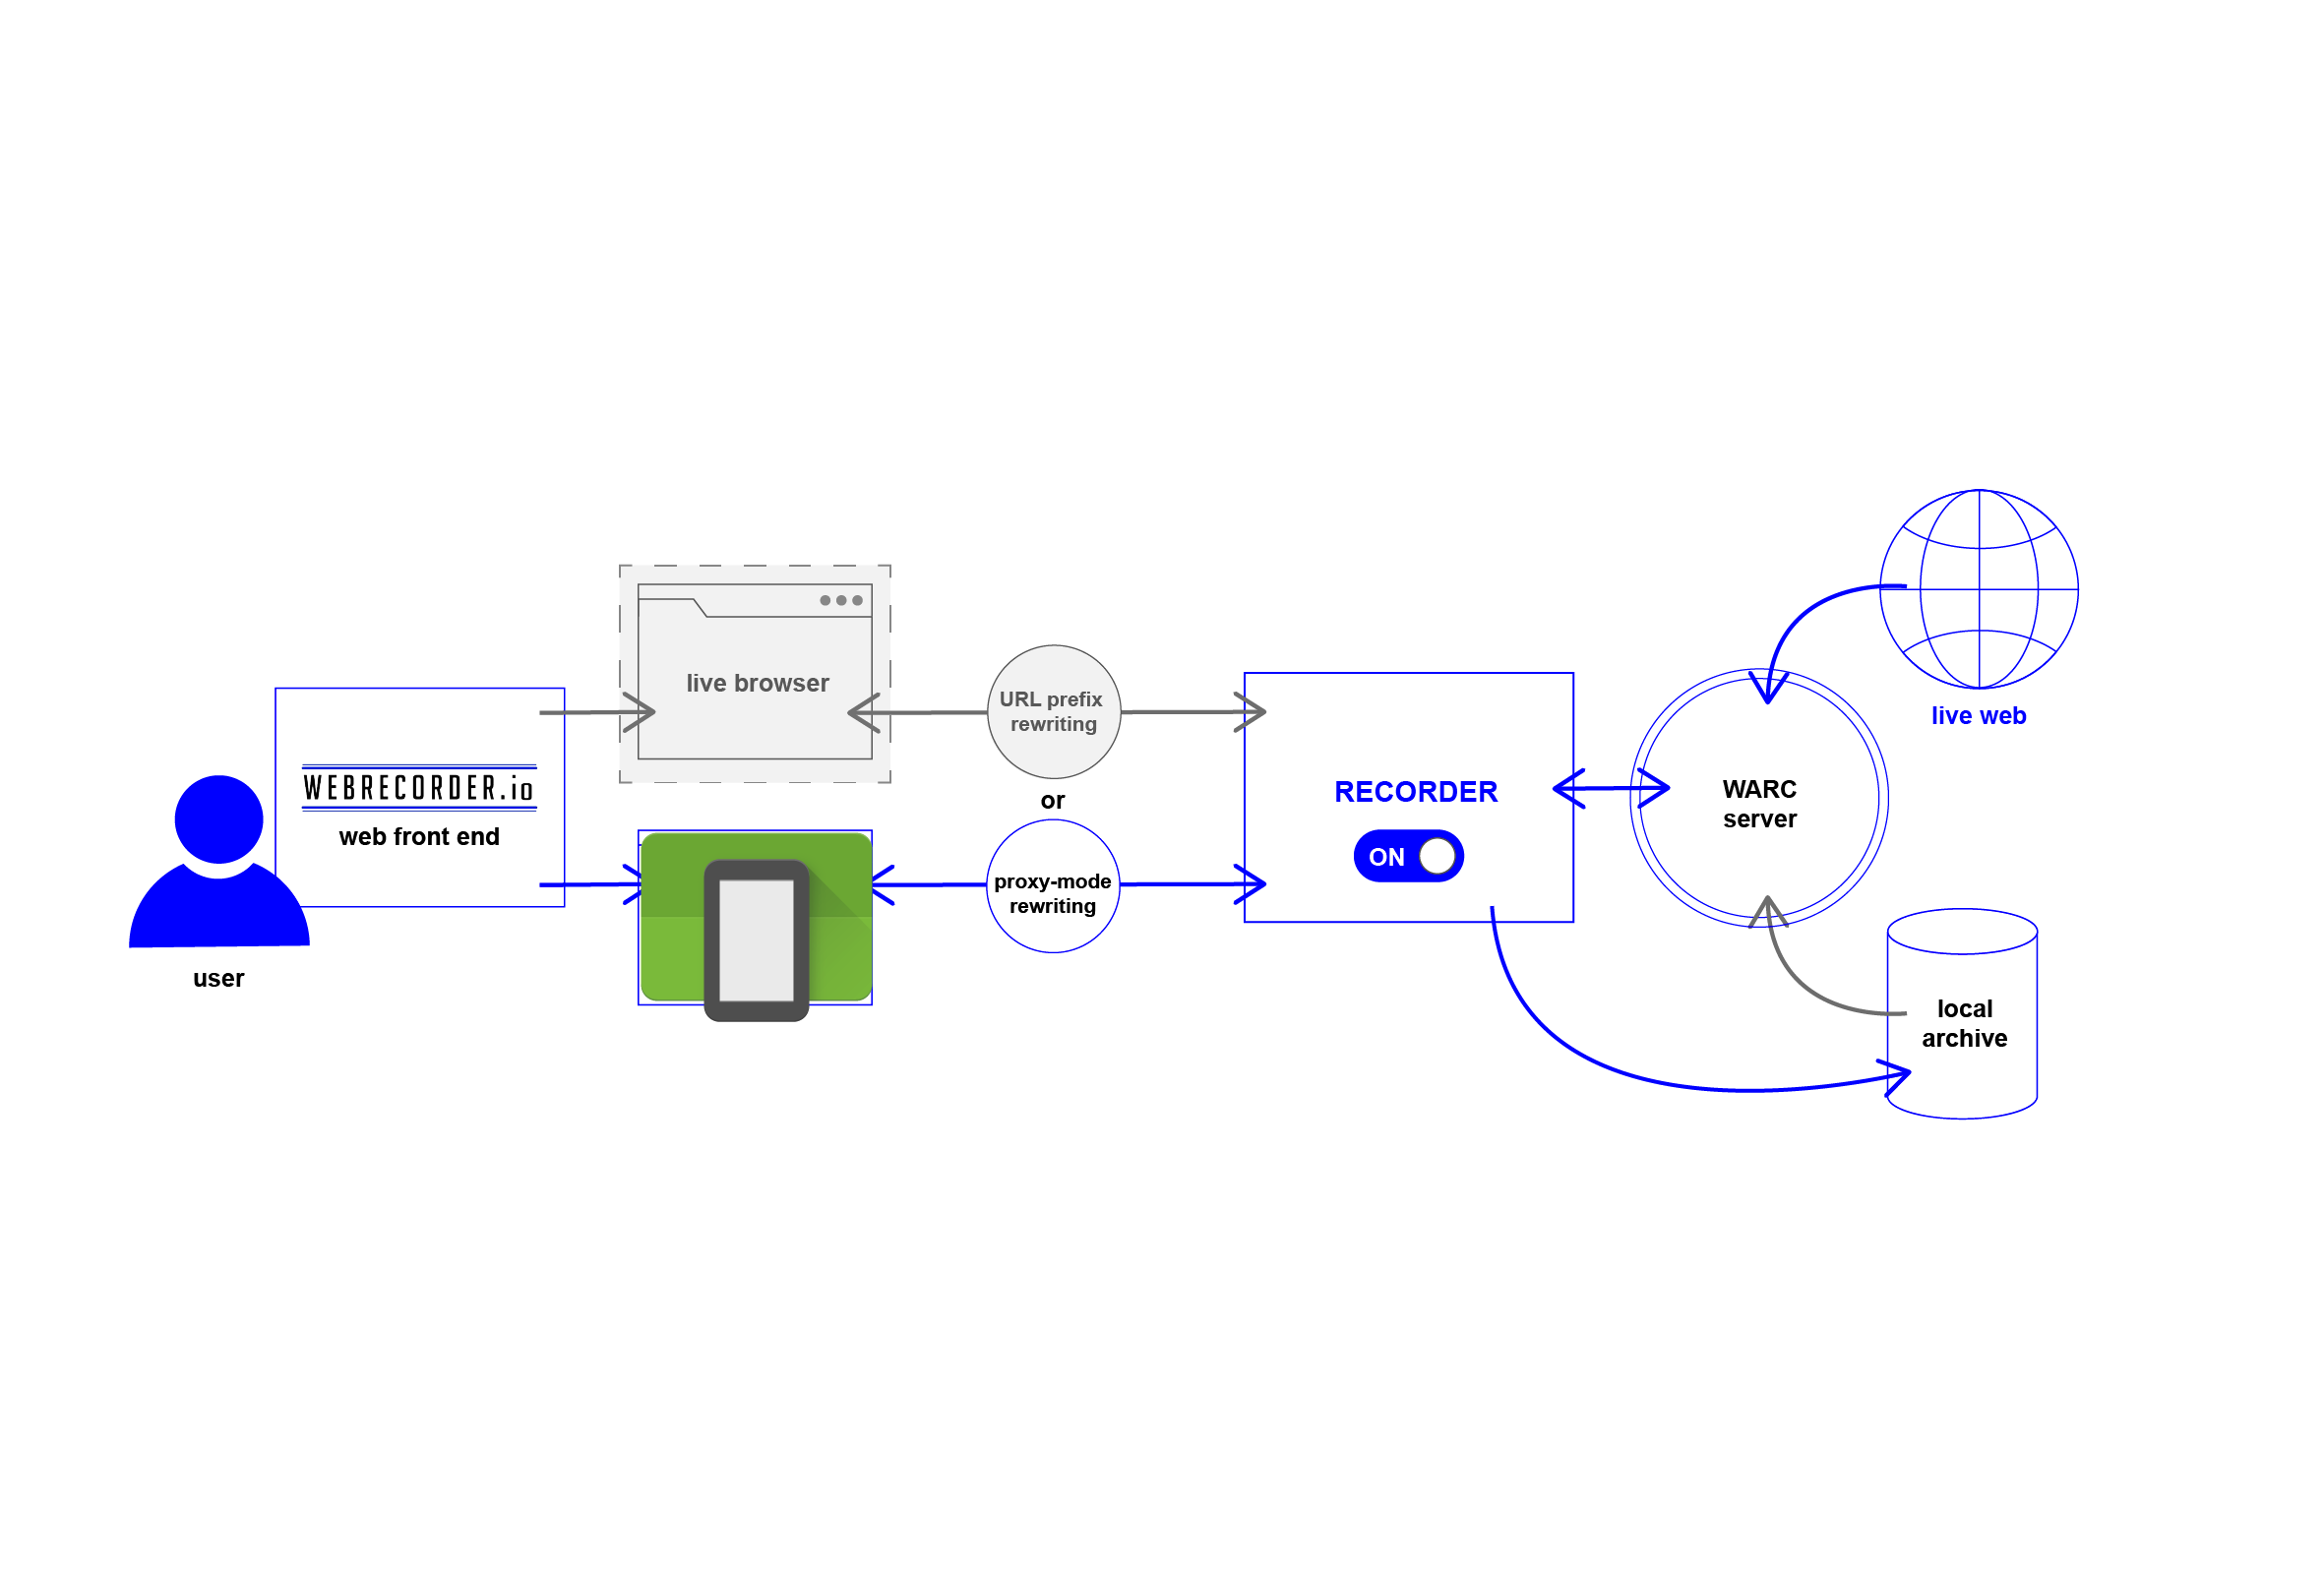 WEBRECORDER.io
web front end
user
live browser
URL prefix
rewriting
or
proxy-mode
rewriting
RECORDER
ON
WARC
server
live web
local
archive